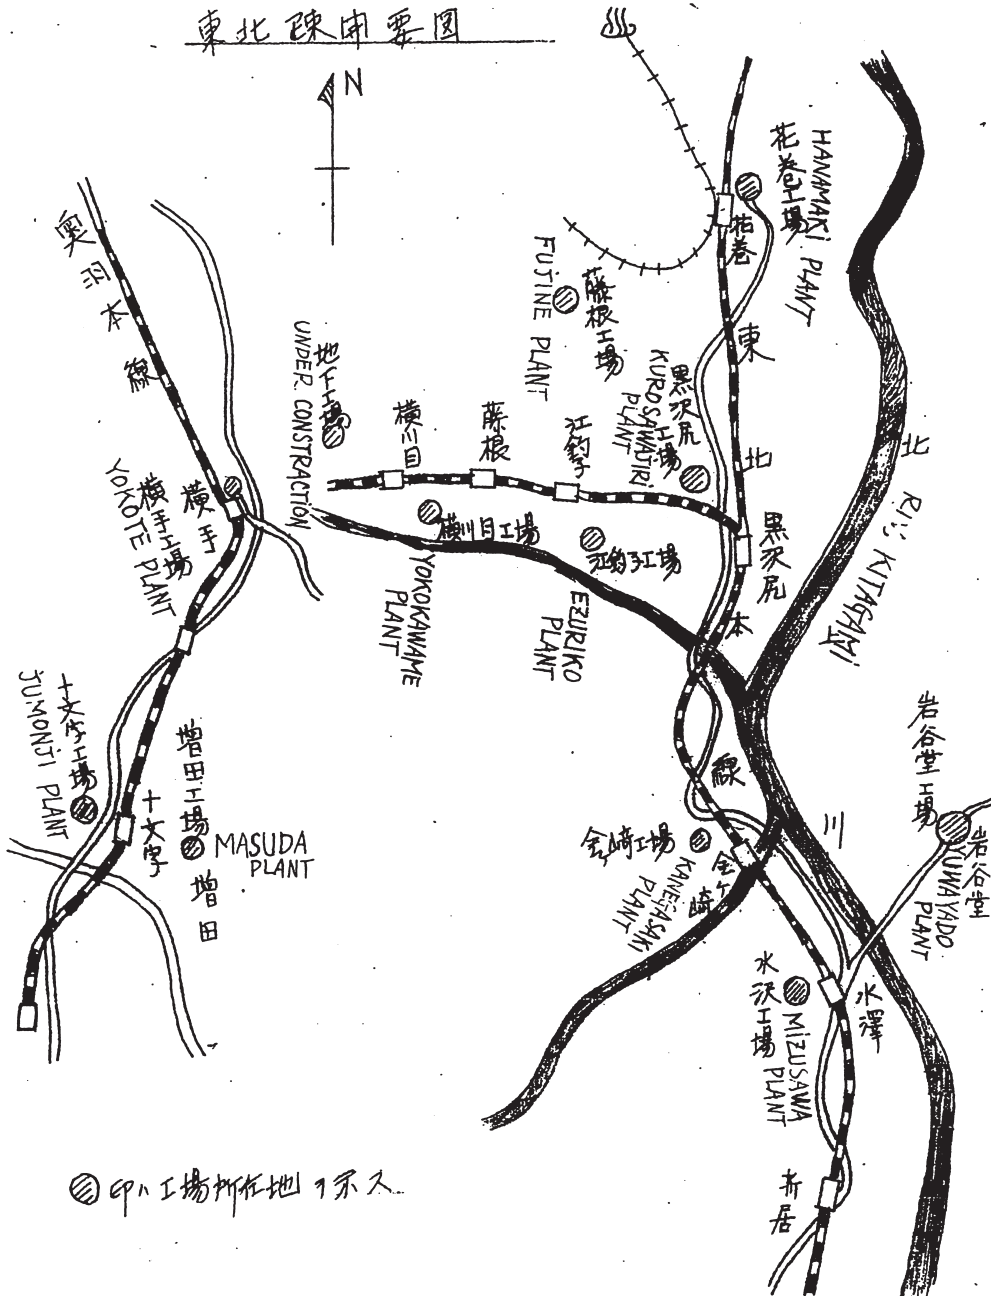 東北疎開要図
N
花巻工場
HANAMAKI PLANT
花巻
奥羽本線
藤根工場
FUJINE PLANT
東北本線
地下工場
UNDER CONSTRACTION
黒沢尻工場
KUROSAWAJIRI
PLANT
横川目
藤根
江釣子
北
川
RIV. KITAGAMI
横手
横手工場
YOKOTE PLANT
横川目工場
YOKOKAWAME
PLANT
江釣子工場
EZURIKO
PLANT
黒沢尻
十文字工場
JUMONJI PLANT
十文字
増田工場
MASUDA
PLANT
増田
金ヶ崎工場
KANEGASAKI
PLANT
金ヶ崎
岩谷堂工場
岩谷堂
YUWAYADO
PLANT
水沢工場
MIZUSAWA
PLANT
水澤
印ハ工場所在地ヲ示ス